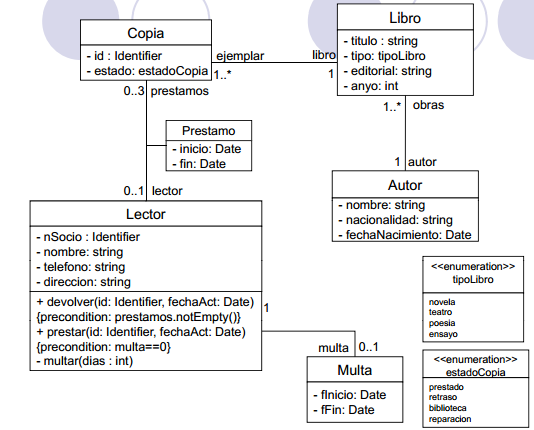 Copia
- id : Identifier
- estado: estadoCopia
ejemplar
1..*
libro
1
Libro
- titulo : string
- tipo: tipoLibro
- editorial: string
- anyo: int
0..3 prestamos
1..* obras
Prestamo
- inicio: Date
- fin: Date
1 autor
Autor
- nombre: string
- nacionalidad: string
- fechaNacimiento: Date
0..1 lector
Lector
- nSocio : Identifier
- nombre: string
- telefono: string
- direccion: string
+ devolver(id: Identifier, fechaAct: Date)
{precondition: prestamos.notEmpty()}
+ prestar(id: Identifier, fechaAct: Date)
{precondition: multa==0}
- multar(dias : int)
1
multa
0..1
Multa
- fInicio: Date
- fFin: Date
<<enumeration>>
tipoLibro
novela
teatro
poesia
ensayo
<<enumeration>>
estadoCopia
prestado
retraso
biblioteca
reparacion